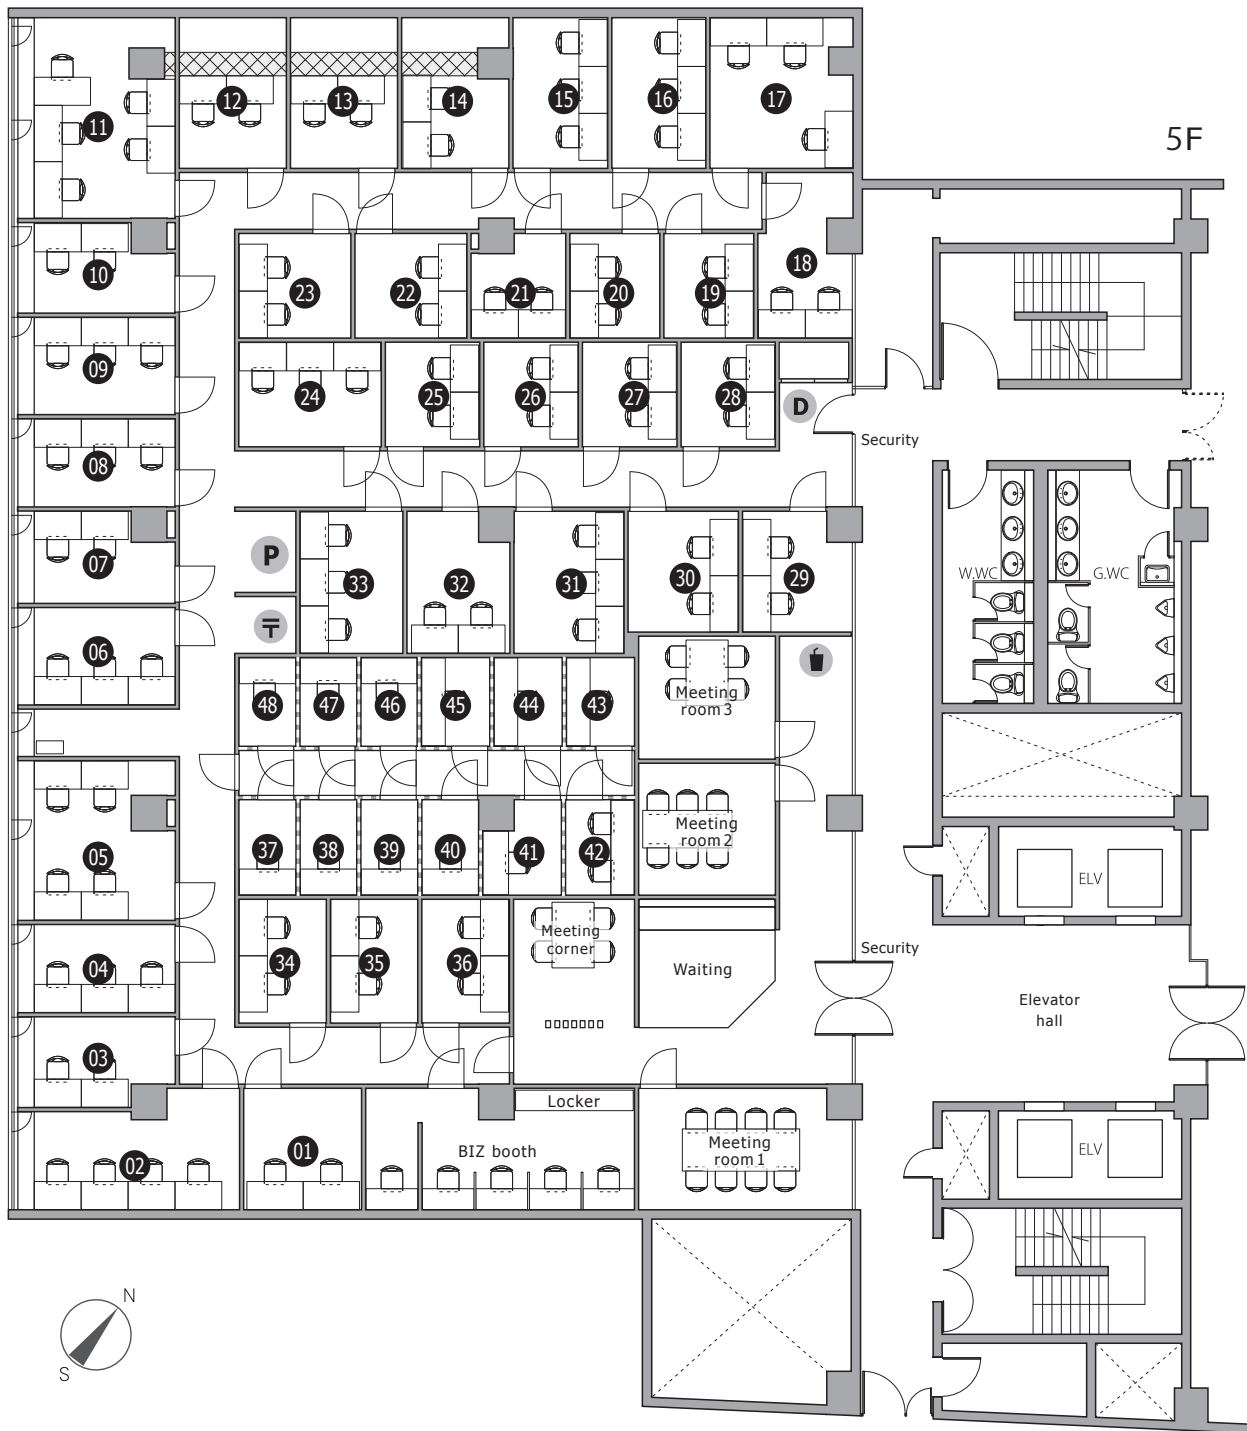 5F
11
12
13
14
15
16
17
10
23
22
21
20
19
18
09
24
25
26
27
28
D
Security
08
07
P
33
32
31
30
29
W.WC
G.WC
〒
06
48
47
46
45
44
43
Meeting
room 3
05
37
38
39
40
41
42
Meeting
room 2
ELV
04
34
35
36
Meeting
corner
Waiting
Security
Elevator
hall
03
02
01
BIZ booth
Locker
Meeting
room 1
ELV
N
S